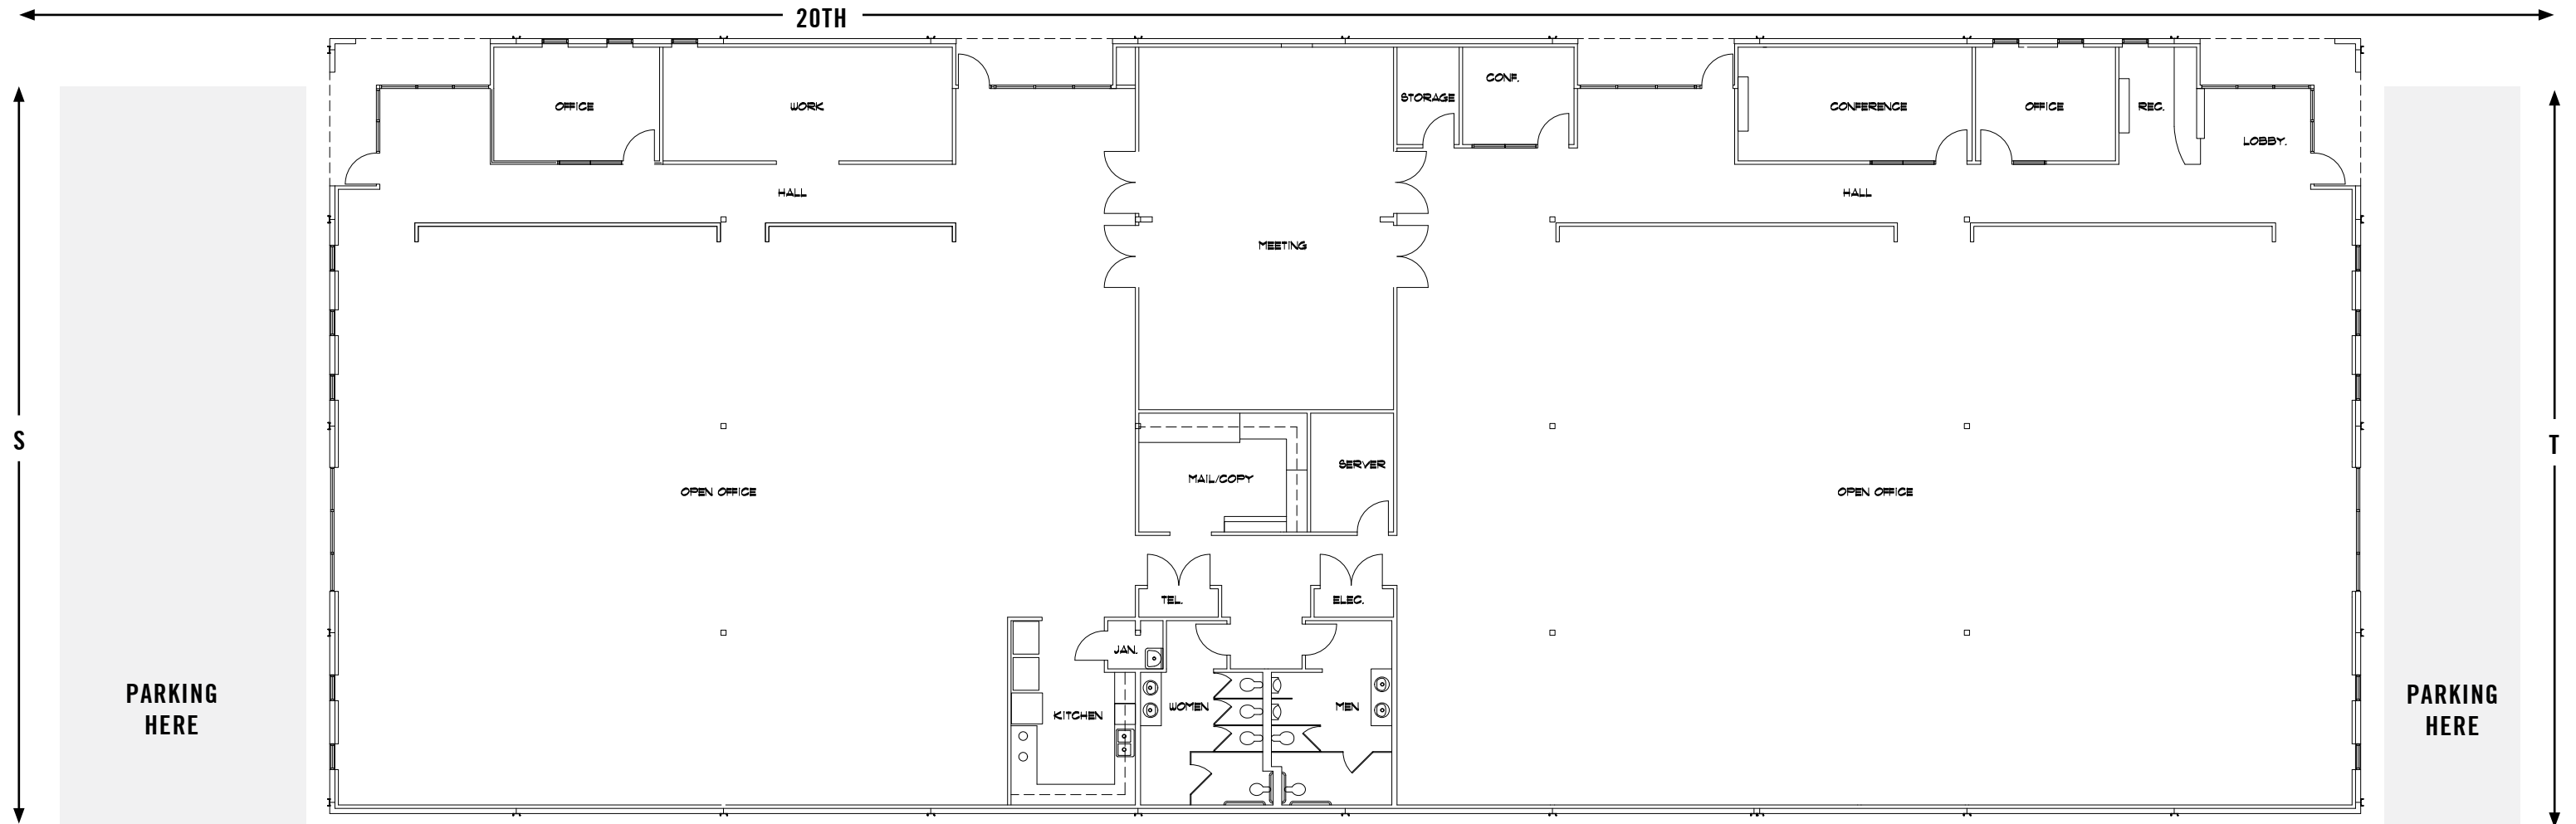 20TH
OFFICE
WORK
STORAGE
CONF.
CONFERENCE
OFFICE
REC.
LOBBY.
HALL
HALL
MEETING
S
T
MAIL/COPY
SERVER
OPEN OFFICE
OPEN OFFICE
TEL.
ELEC.
JAN.
KITCHEN
WOMEN
MEN
PARKING
HERE
PARKING
HERE